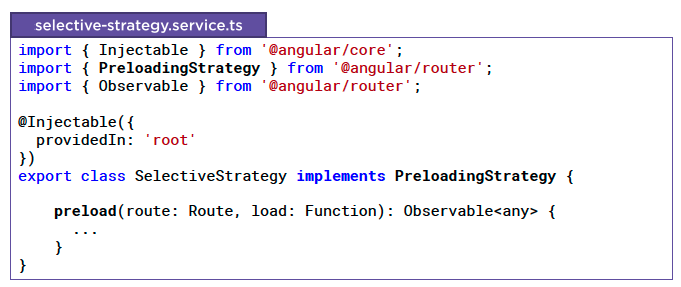 selective-strategy.service.ts
import { Injectable } from '@angular/core';
import { PreloadingStrategy } from '@angular/router';
import { Observable } from '@angular/router';

@Injectable({
  providedIn: 'root'
})
export class SelectiveStrategy implements PreloadingStrategy {

    preload(route: Route, load: Function): Observable<any> {
      ...
    }
}